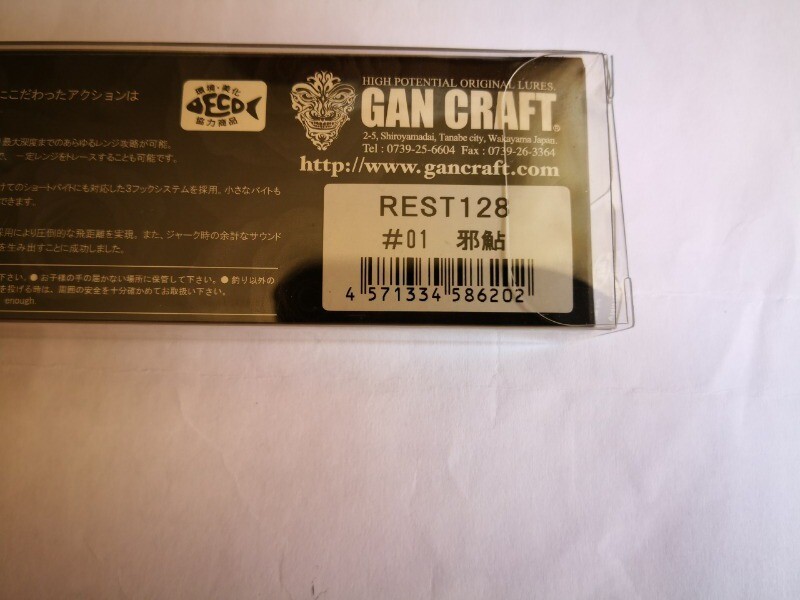 にこだわったアクションは
最大深度までのあらゆるレンジ攻略が可能。
、一定レンジをトレースすることも可能です。
けてのショートバイトにも対応した3フックシステムを採用。小さなバイトも
できます。
採用により圧倒的な飛距離を実現。また、ジャーク時の余計なサウンド
を生み出すことに成功しました。
下さい。●お子様の手の届かない場所に保管して下さい。●釣り以外の
を投げる時は、周囲の安全を十分確かめてお取扱い下さい。
enough.
環境・美化
ECO
協力商品
HIGH POTENTIAL ORIGINAL LURES.
GAN CRAFT®
2-5, Shiroyamadai, Tanabe city, Wakayama Japan.
Tel : 0739-25-6604 Fax : 0739-26-3364
http://www.gancraft.com
REST128
#01 邪鮎
4 571334 586202